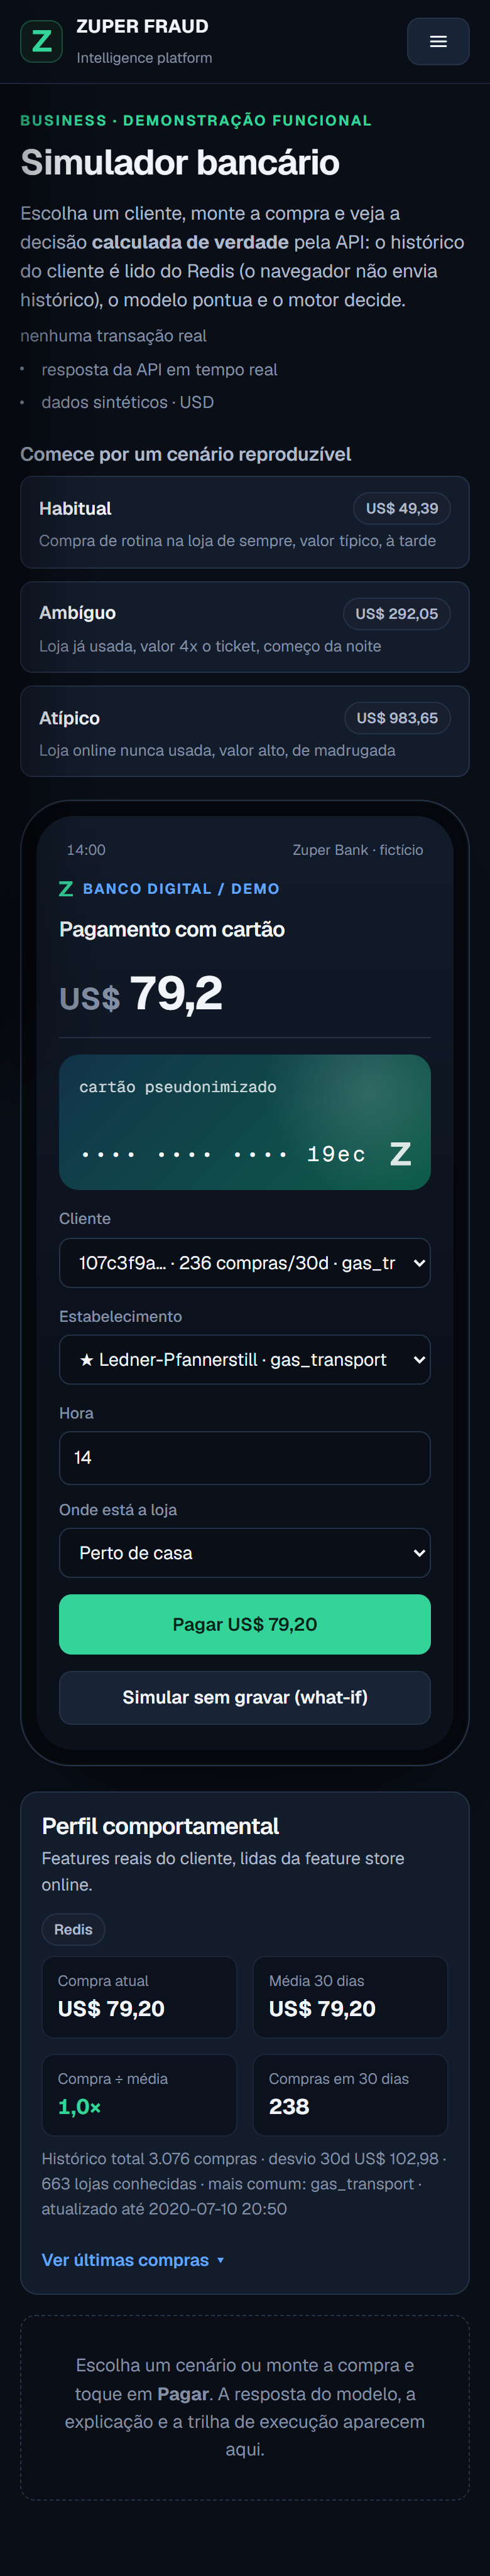 Z ZUPER FRAUD
Intelligence platform
BUSINESS · DEMONSTRAÇÃO FUNCIONAL
Simulador bancário
Escolha um cliente, monte a compra e veja a
decisão calculada de verdade pela API: o histórico
do cliente é lido do Redis (o navegador não envia
histórico), o modelo pontua e o motor decide.
nenhuma transação real
• resposta da API em tempo real
• dados sintéticos · USD
Comece por um cenário reproduzível
Habitual US$ 49,39
Compra de rotina na loja de sempre, valor típico, à tarde
Ambíguo US$ 292,05
Loja já usada, valor 4x o ticket, começo da noite
Atípico US$ 983,65
Loja online nunca usada, valor alto, de madrugada
14:00 Zuper Bank · fictício
Z BANCO DIGITAL / DEMO
Pagamento com cartão
US$ 79,2
cartão pseudonimizado
•••• •••• •••• 19ec Z
Cliente
107c3f9a… · 236 compras/30d · gas_tr
Estabelecimento
★ Ledner-Pfannerstill · gas_transport
Hora
14
Onde está a loja
Perto de casa
Pagar US$ 79,20
Simular sem gravar (what-if)
Perfil comportamental
Features reais do cliente, lidas da feature store
online.
Redis
Compra atual Média 30 dias
US$ 79,20 US$ 79,20
Compra ÷ média Compras em 30 dias
1,0× 238
Histórico total 3.076 compras · desvio 30d US$ 102,98 ·
663 lojas conhecidas · mais comum: gas_transport ·
atualizado até 2020-07-10 20:50
Ver últimas compras ▼
Escolha um cenário ou monte a compra e
toque em Pagar. A resposta do modelo, a
explicação e a trilha de execução aparecem
aqui.